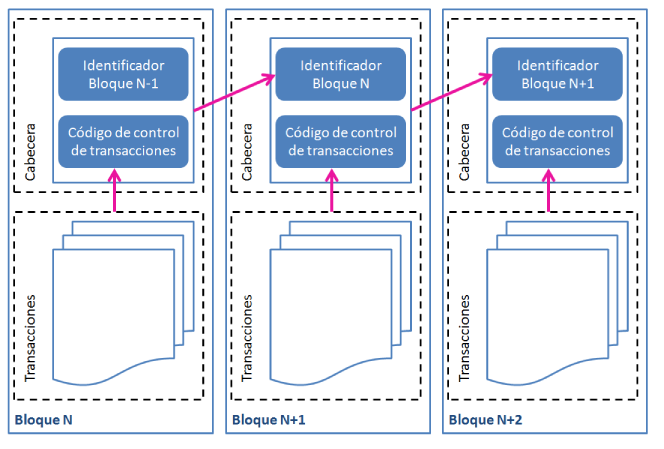 Cabecera
Identificador
Bloque N-1
Código de control
de transacciones
Transacciones
Bloque N
Cabecera
Identificador
Bloque N
Código de control
de transacciones
Transacciones
Bloque N+1
Cabecera
Identificador
Bloque N+1
Código de control
de transacciones
Transacciones
Bloque N+2